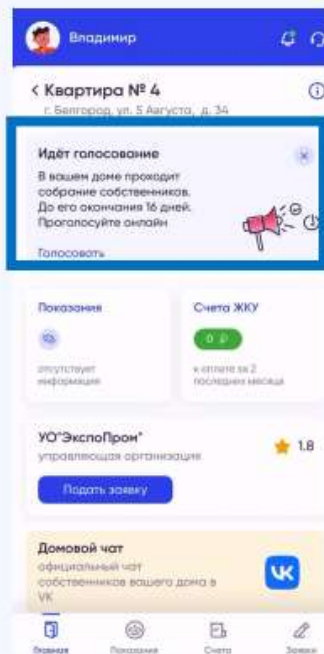 Владимир
< Квартира № 4
г. Белгород, ул. 5 Августа, д. 34
Идёт голосование
В вашем доме проходит
собрание собственников.
До его окончания 16 дней.
Проголосуйте онлайн
Голосовать
Показания
Счета ЖКУ
0 ₽
отсутствует
информация
к оплате за 2
последних месяца
УО"ЭкспоПром"
1.8
управляющая организация
Подать заявку
Домовой чат
официальный чат
собственников вашего дома в
VK
Главная
Показания
Счета
Заявки